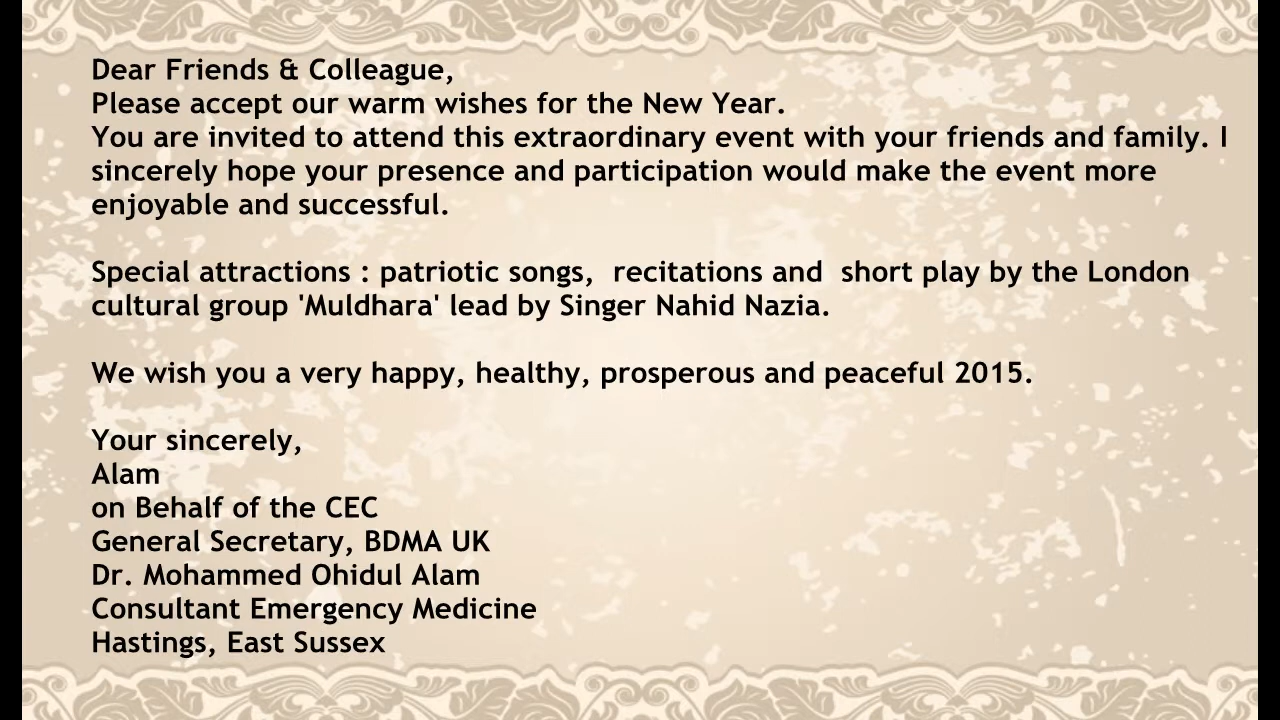 Dear Friends & Colleague,
Please accept our warm wishes for the New Year.
You are invited to attend this extraordinary event with your friends and family. I
sincerely hope your presence and participation would make the event more
enjoyable and successful.
Special attractions : patriotic songs,  recitations and  short play by the London
cultural group 'Muldhara' lead by Singer Nahid Nazia.
We wish you a very happy, healthy, prosperous and peaceful 2015.
Your sincerely,
Alam
on Behalf of the CEC
General Secretary, BDMA UK
Dr. Mohammed Ohidul Alam
Consultant Emergency Medicine
Hastings, East Sussex